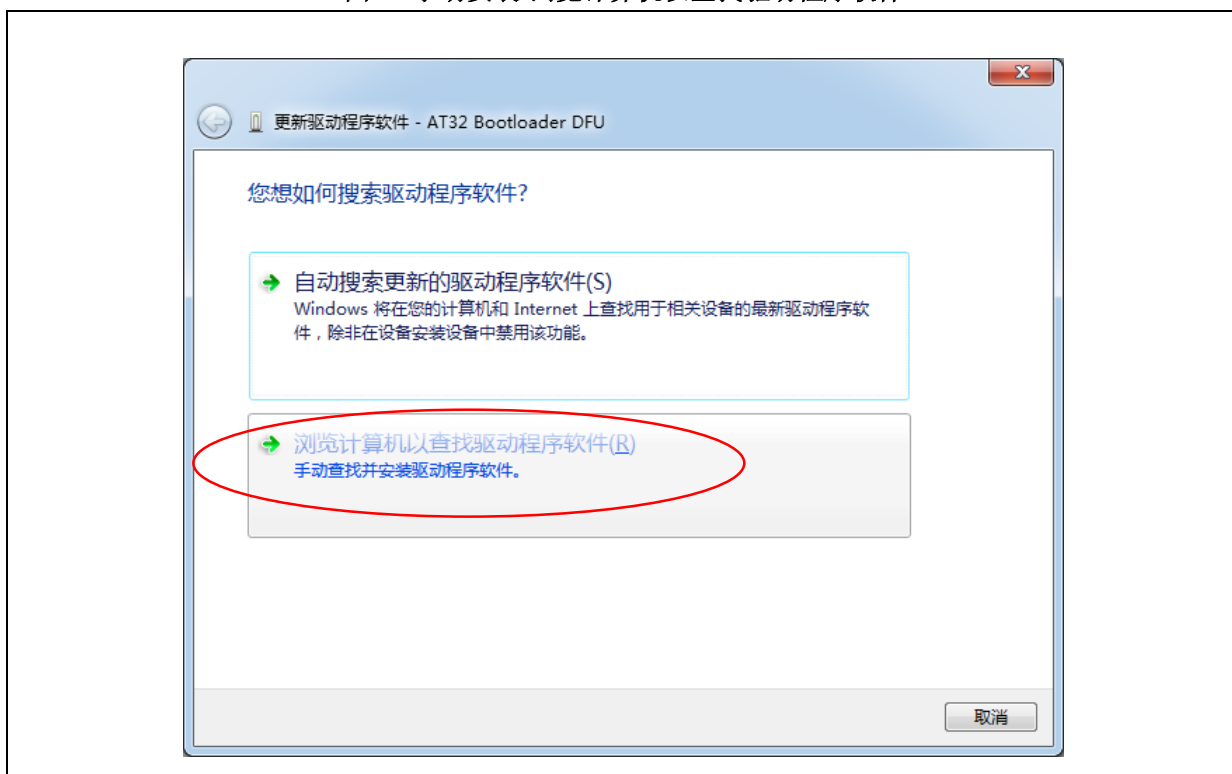 更新驱动程序软件 - AT32 Bootloader DFU
您想如何搜索驱动程序软件?
自动搜索更新的驱动程序软件(S)
Windows 将在您的计算机和 Internet 上查找用于相关设备的最新驱动程序软
件，除非在设备安装设备中禁用该功能。
浏览计算机以查找驱动程序软件(R)
手动查找并安装驱动程序软件。
取消